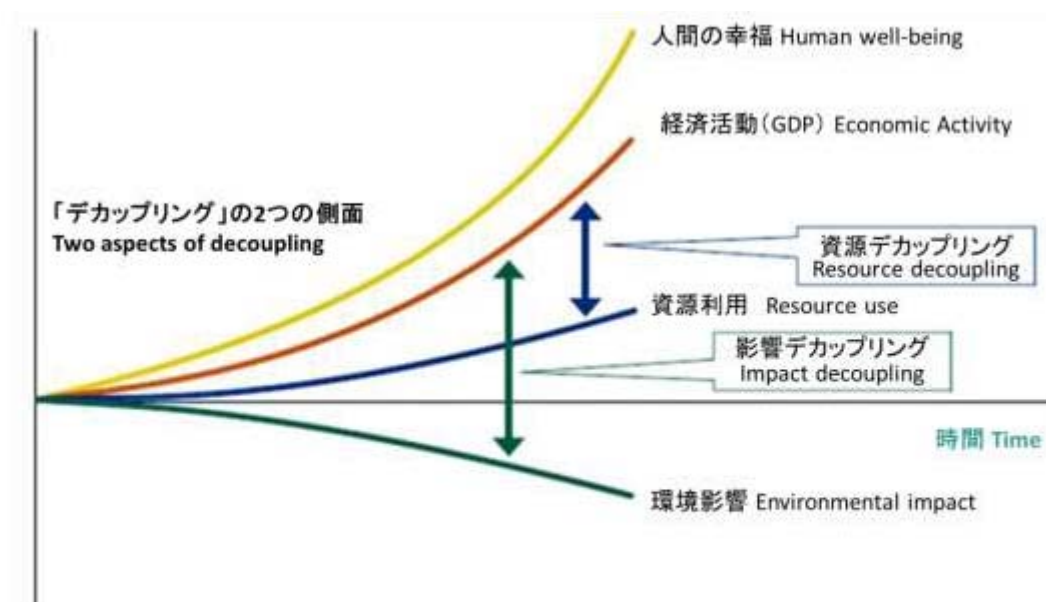 人間の幸福 Human well-being
経済活動（GDP） Economic Activity
「デカップリング」の2つの側面
Two aspects of decoupling
資源デカップリング
Resource decoupling
資源利用 Resource use
影響デカップリング
Impact decoupling
時間 Time
環境影響 Environmental impact